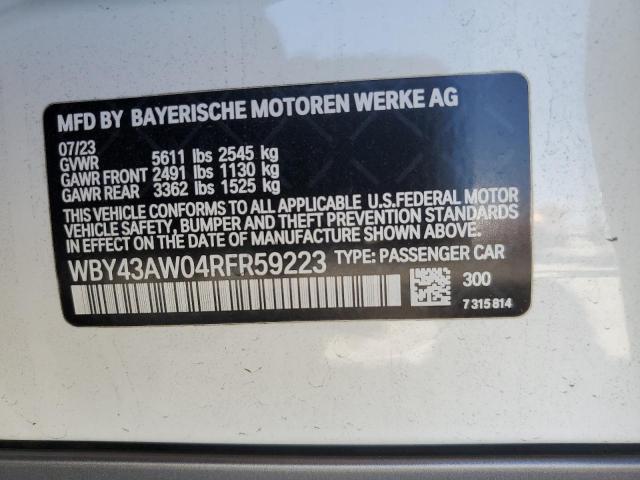 MFD BY BAYERISCHE MOTOREN WERKE AG
07/23
GVWR 5611 lbs 2545 kg
GAWR FRONT 2491 lbs 1130 kg
GAWR REAR 3362 lbs 1525 kg
THIS VEHICLE CONFORMS TO ALL APPLICABLE U.S.FEDERAL MOTOR
VEHICLE SAFETY, BUMPER AND THEFT PREVENTION STANDARDS
IN EFFECT ON THE DATE OF MANUFACTURE SHOWN ABOVE.
WBY43AW04RFR59223 TYPE: PASSENGER CAR
300
7 315 814